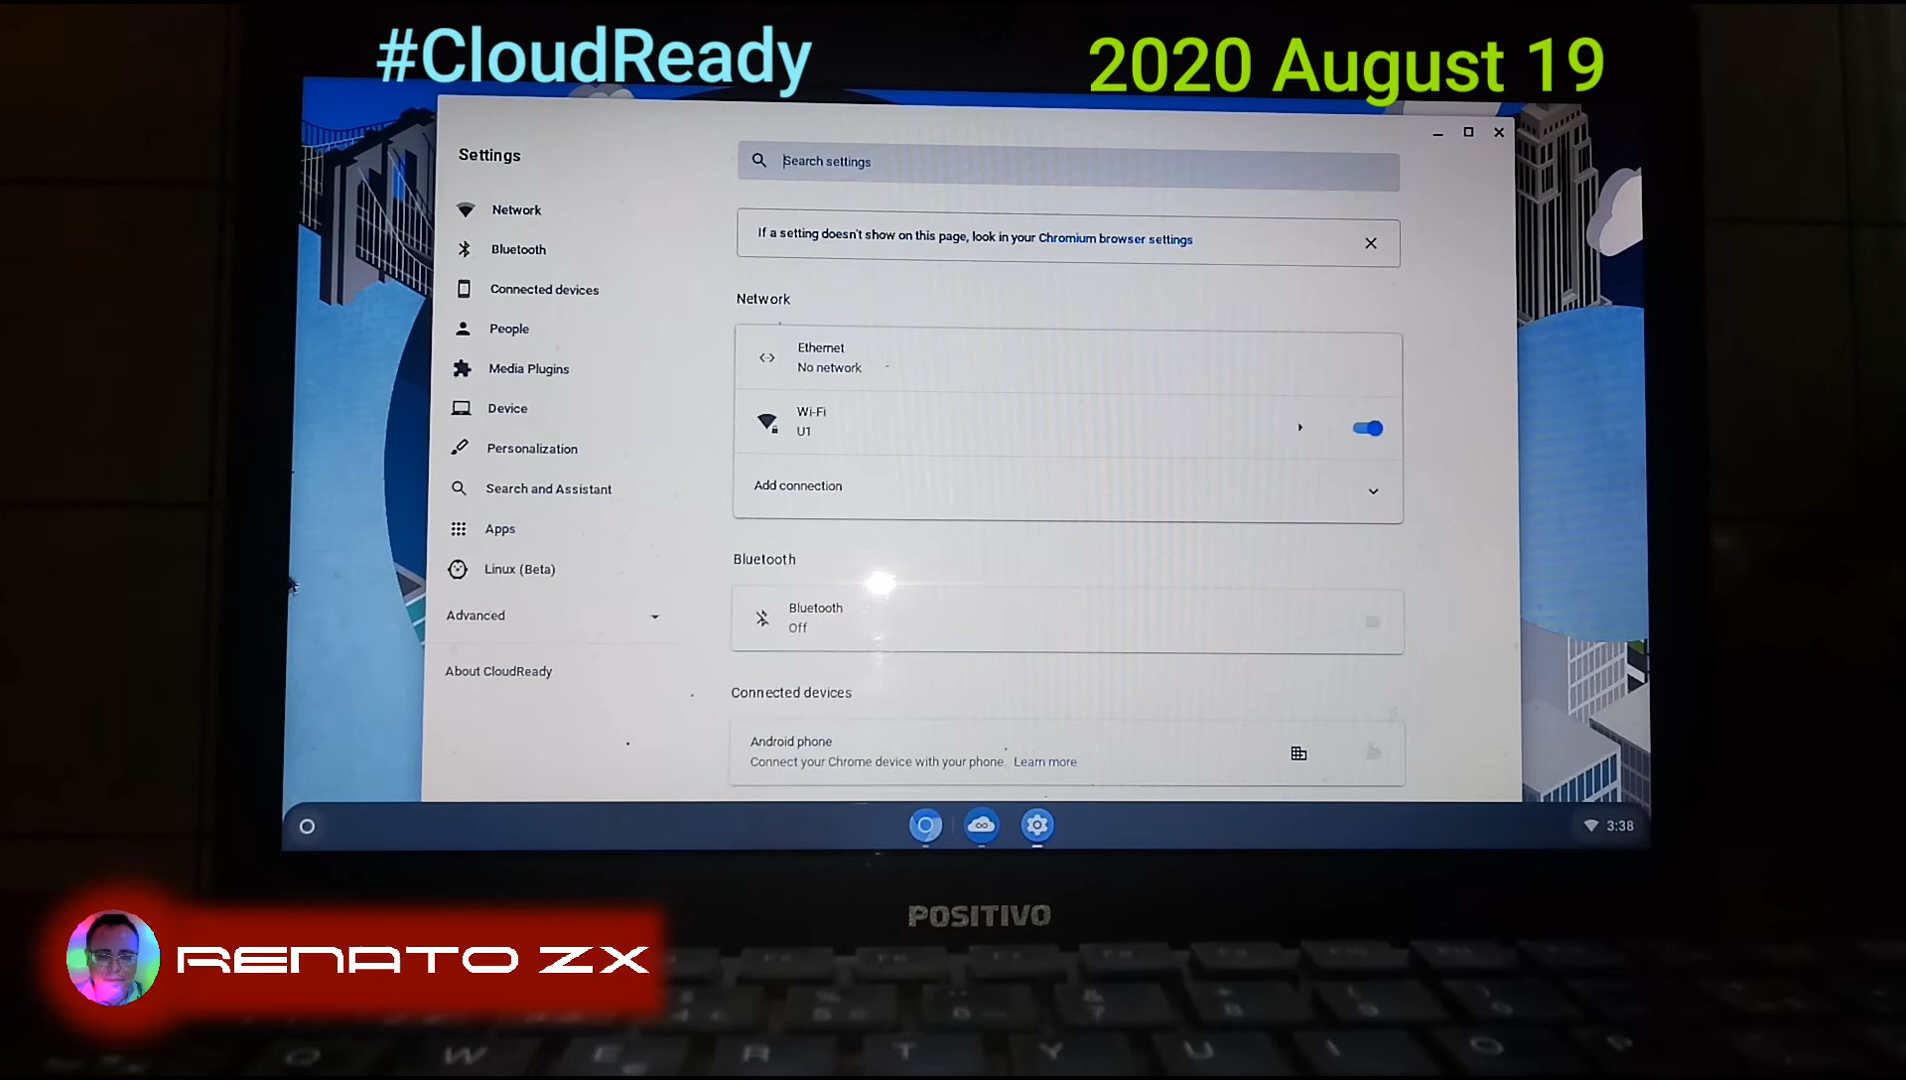 #CloudReady
2020 August 19
Settings
Search settings
Network
Bluetooth
Connected devices
People
Media Plugins
Device
Personalization
Search and Assistant
Apps
Linux (Beta)
Advanced
About CloudReady
If a setting doesn't show on this page, look in your Chromium browser settings
Network
Ethernet
No network
Wi-Fi
U1
Add connection
Bluetooth
Bluetooth
Off
Connected devices
Android phone
Connect your Chrome device with your phone. Learn more
3:38
POSITIVO
RENATO ZX
Q W E R T Y U I O P